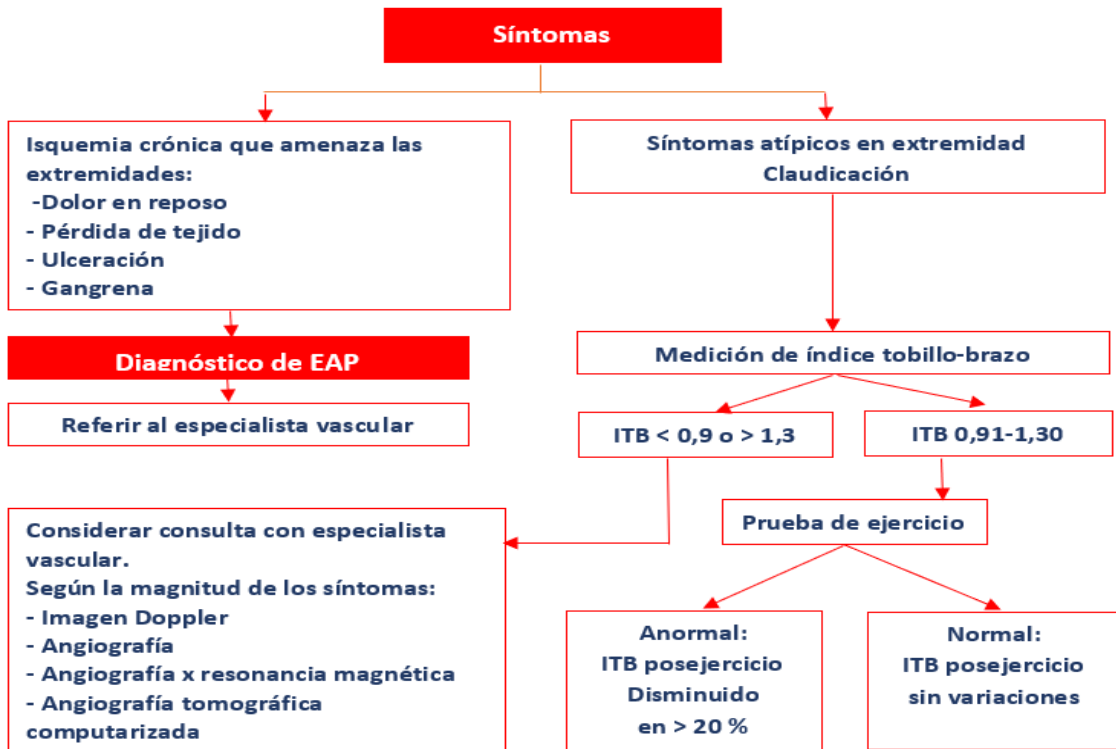 Síntomas
Isquemia crónica que amenaza las
extremidades:
-Dolor en reposo
- Pérdida de tejido
- Ulceración
- Gangrena
Síntomas atípicos en extremidad
Claudicación
Diagnóstico de EAP
Referir al especialista vascular
Medición de índice tobillo-brazo
ITB < 0,9 o > 1,3
ITB 0,91-1,30
Considerar consulta con especialista
vascular.
Según la magnitud de los síntomas:
- Imagen Doppler
- Angiografía
- Angiografía x resonancia magnética
- Angiografía tomográfica
computarizada
Prueba de ejercicio
Anormal:
ITB posejercicio
Disminuido
en > 20 %
Normal:
ITB posejercicio
sin variaciones